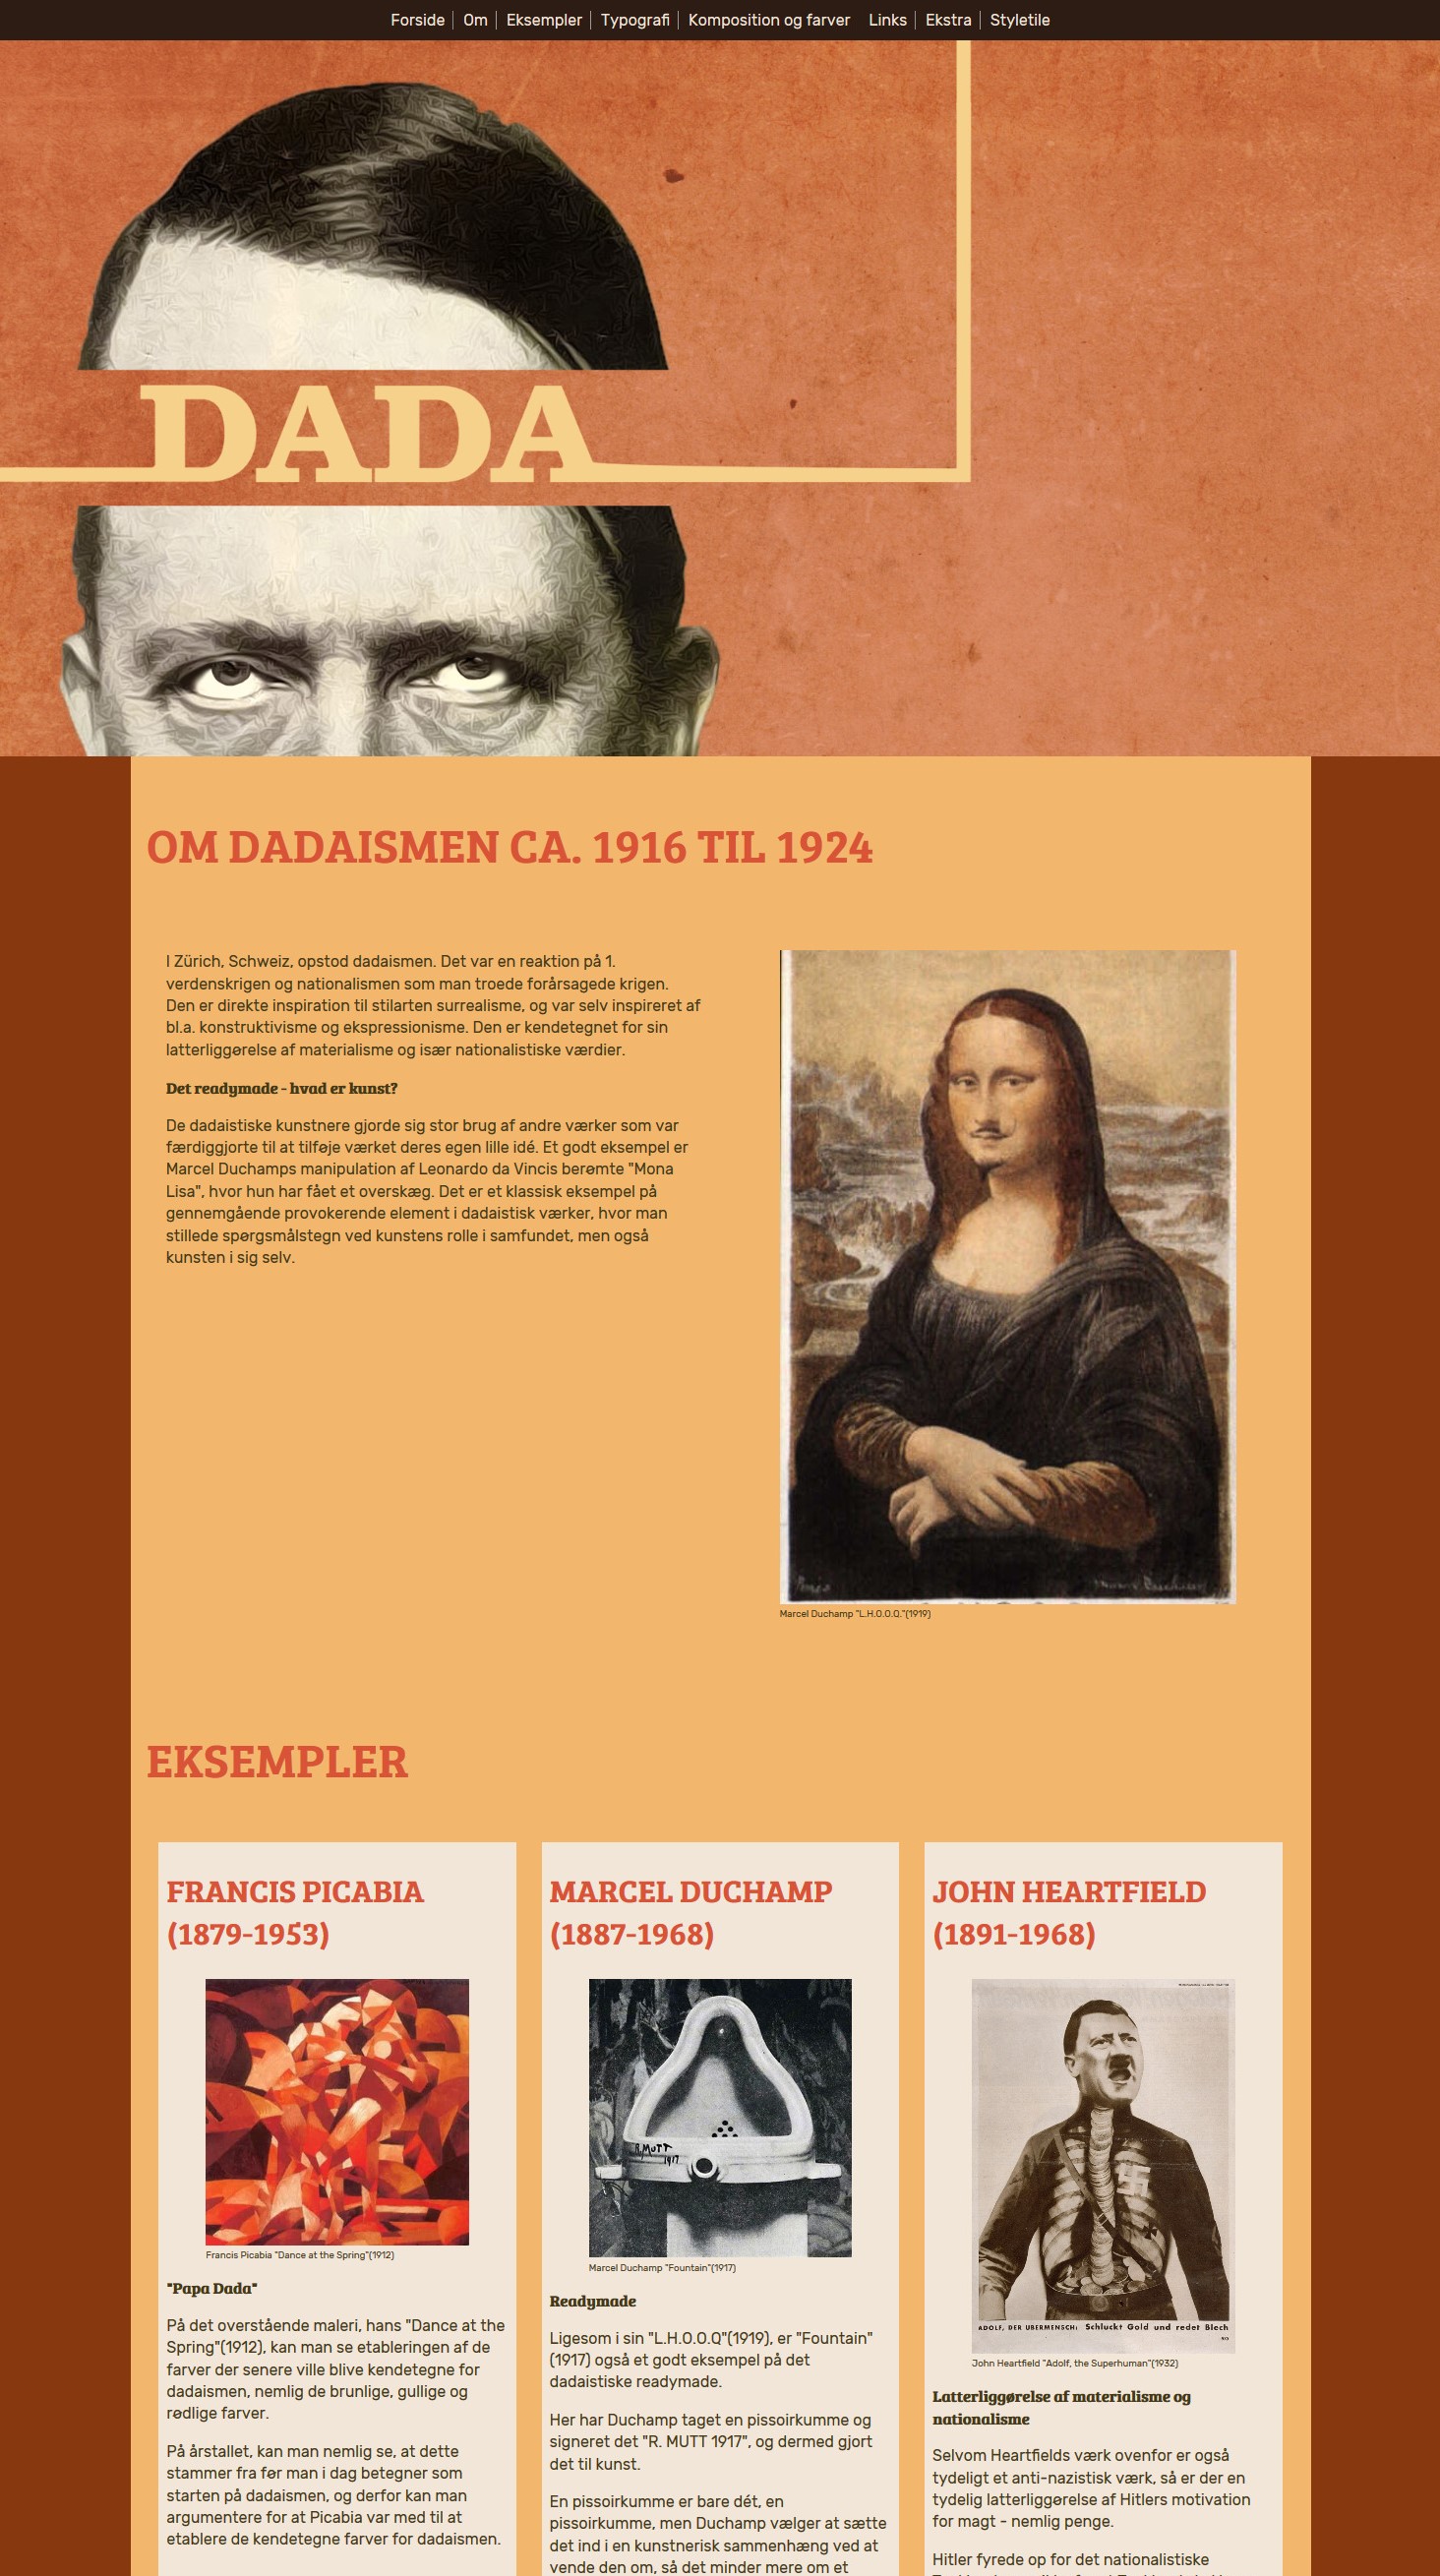 Forside Om Eksempler Typografi Komposition og farver Links Ekstra Styletile
DADA
OM DADAISMEN CA. 1916 TIL 1924
I Zürich, Schweiz, opstod dadaismen. Det var en reaktion på 1.
verdenskrigen og nationalismen som man troede forårsagede krigen.
Den er direkte inspiration til stilarten surrealisme, og var selv inspireret af
bl.a. konstruktivisme og ekspressionisme. Den er kendetegnet for sin
latterliggørelse af materialisme og især nationalistiske værdier.
Det readymade - hvad er kunst?
De dadaistiske kunstnere gjorde sig stor brug af andre værker som var
færdiggjorte til at tilføje værket deres egen lille idé. Et godt eksempel er
Marcel Duchamps manipulation af Leonardo da Vincis berømte "Mona
Lisa", hvor hun har fået et overskæg. Det er et klassisk eksempel på
gennemgående provokerende element i dadaistisk værker, hvor man
stillede spørgsmålstegn ved kunstens rolle i samfundet, men også
kunsten i sig selv.
Marcel Duchamp "L.H.O.O.Q."(1919)
EKSEMPLER
FRANCIS PICABIA
(1879-1953)
Francis Picabia "Dance at the Spring"(1912)
"Papa Dada"
På det overstående maleri, hans "Dance at the
Spring"(1912), kan man se etableringen af de
farver der senere ville blive kendetegne for
dadaismen, nemlig de brunlige, gullige og
rødlige farver.
På årstallet, kan man nemlig se, at dette
stammer fra før man i dag betegner som
starten på dadaismen, og derfor kan man
argumentere for at Picabia var med til at
etablere de kendetegne farver for dadaismen.
MARCEL DUCHAMP
(1887-1968)
R.MUTT
1917
Marcel Duchamp "Fountain"(1917)
Readymade
Ligesom i sin "L.H.O.O.Q"(1919), er "Fountain"
(1917) også et godt eksempel på det
dadaistiske readymade.
Her har Duchamp taget en pissoirkumme og
signeret det "R. MUTT 1917", og dermed gjort
det til kunst.
En pissoirkumme er bare dét, en
pissoirkumme, men Duchamp vælger at sætte
det ind i en kunstnerisk sammenhæng ved at
vende den om, så det minder mere om et
JOHN HEARTFIELD
(1891-1968)
ADOLF, DER ÜBERMENSCH: Schluckt Gold und redet Blech
John Heartfield "Adolf, the Superhuman"(1932)
Latterliggørelse af materialisme og
nationalisme
Selvom Heartfields værk ovenfor er også
tydeligt et anti-nazistisk værk, så er der en
tydelig latterliggørelse af Hitlers motivation
for magt - nemlig penge.
Hitler fyrede op for det nationalistiske